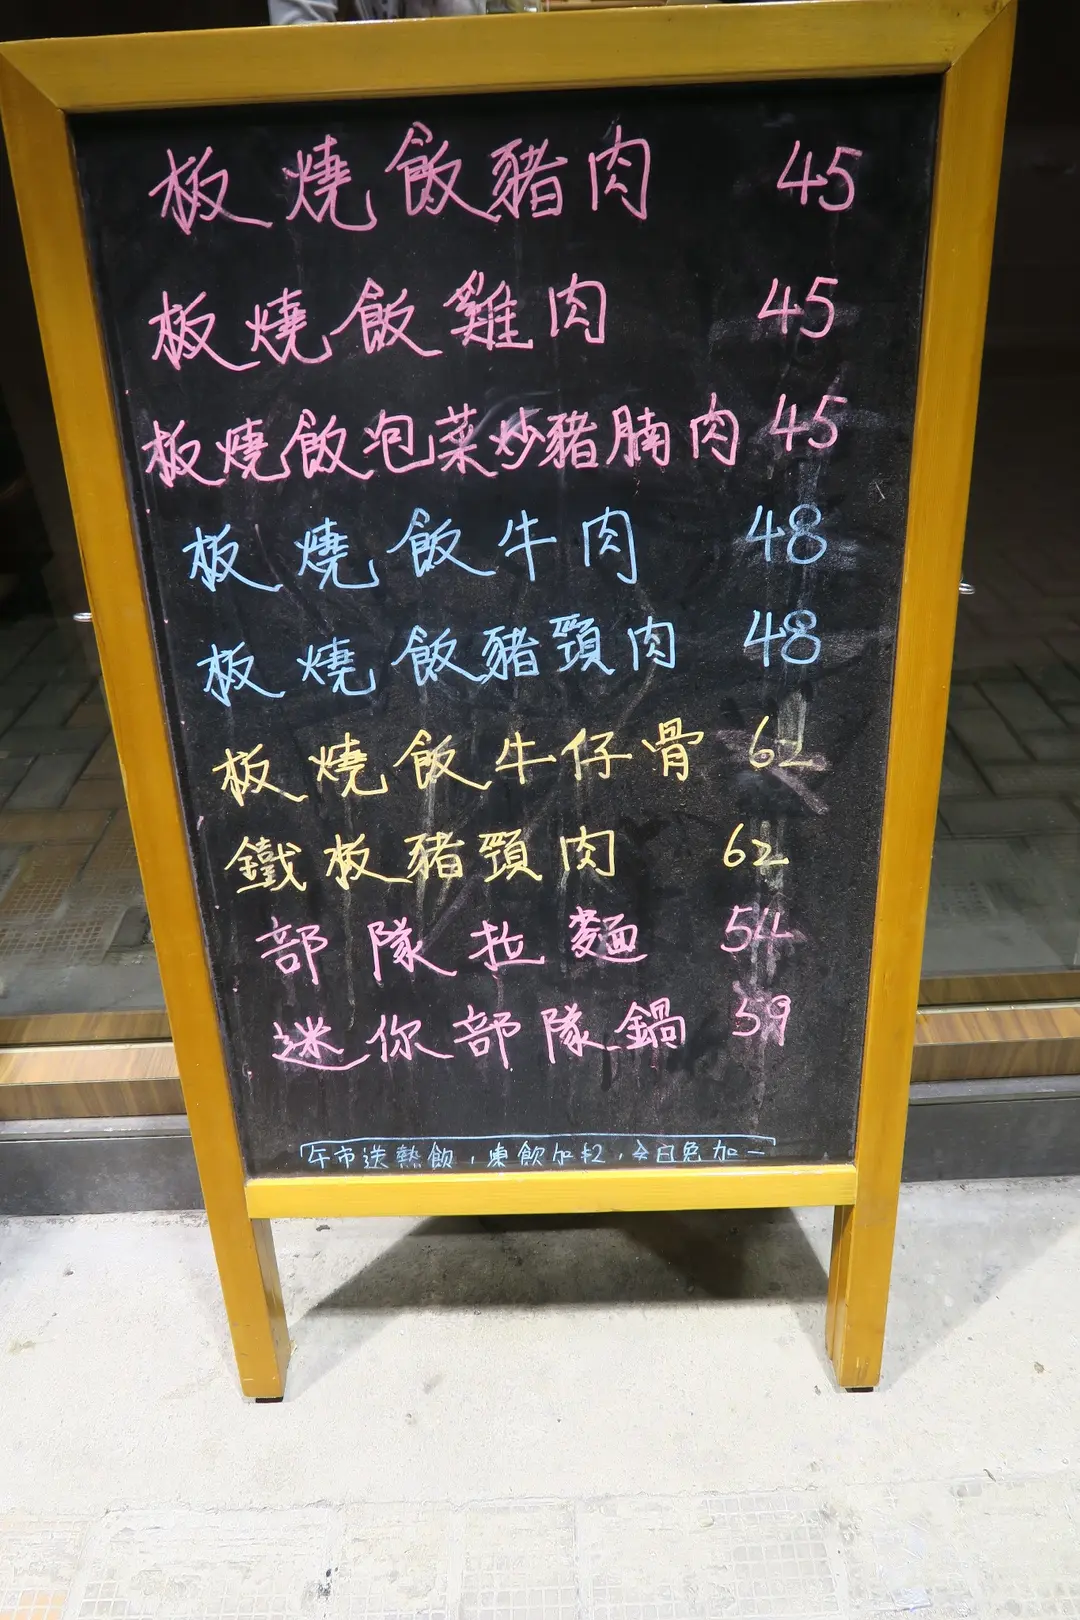 板燒飯豬肉 45
板燒飯雞肉 45
板燒飯泡菜炒豬腩肉 45
板燒飯牛肉 48
板燒飯豬頸肉 48
板燒飯牛仔骨 62
鐵板豬頸肉 62
部隊拉麵 54
迷你部隊鍋 59
午市送熱飲，凍飲加$2，全日免加一